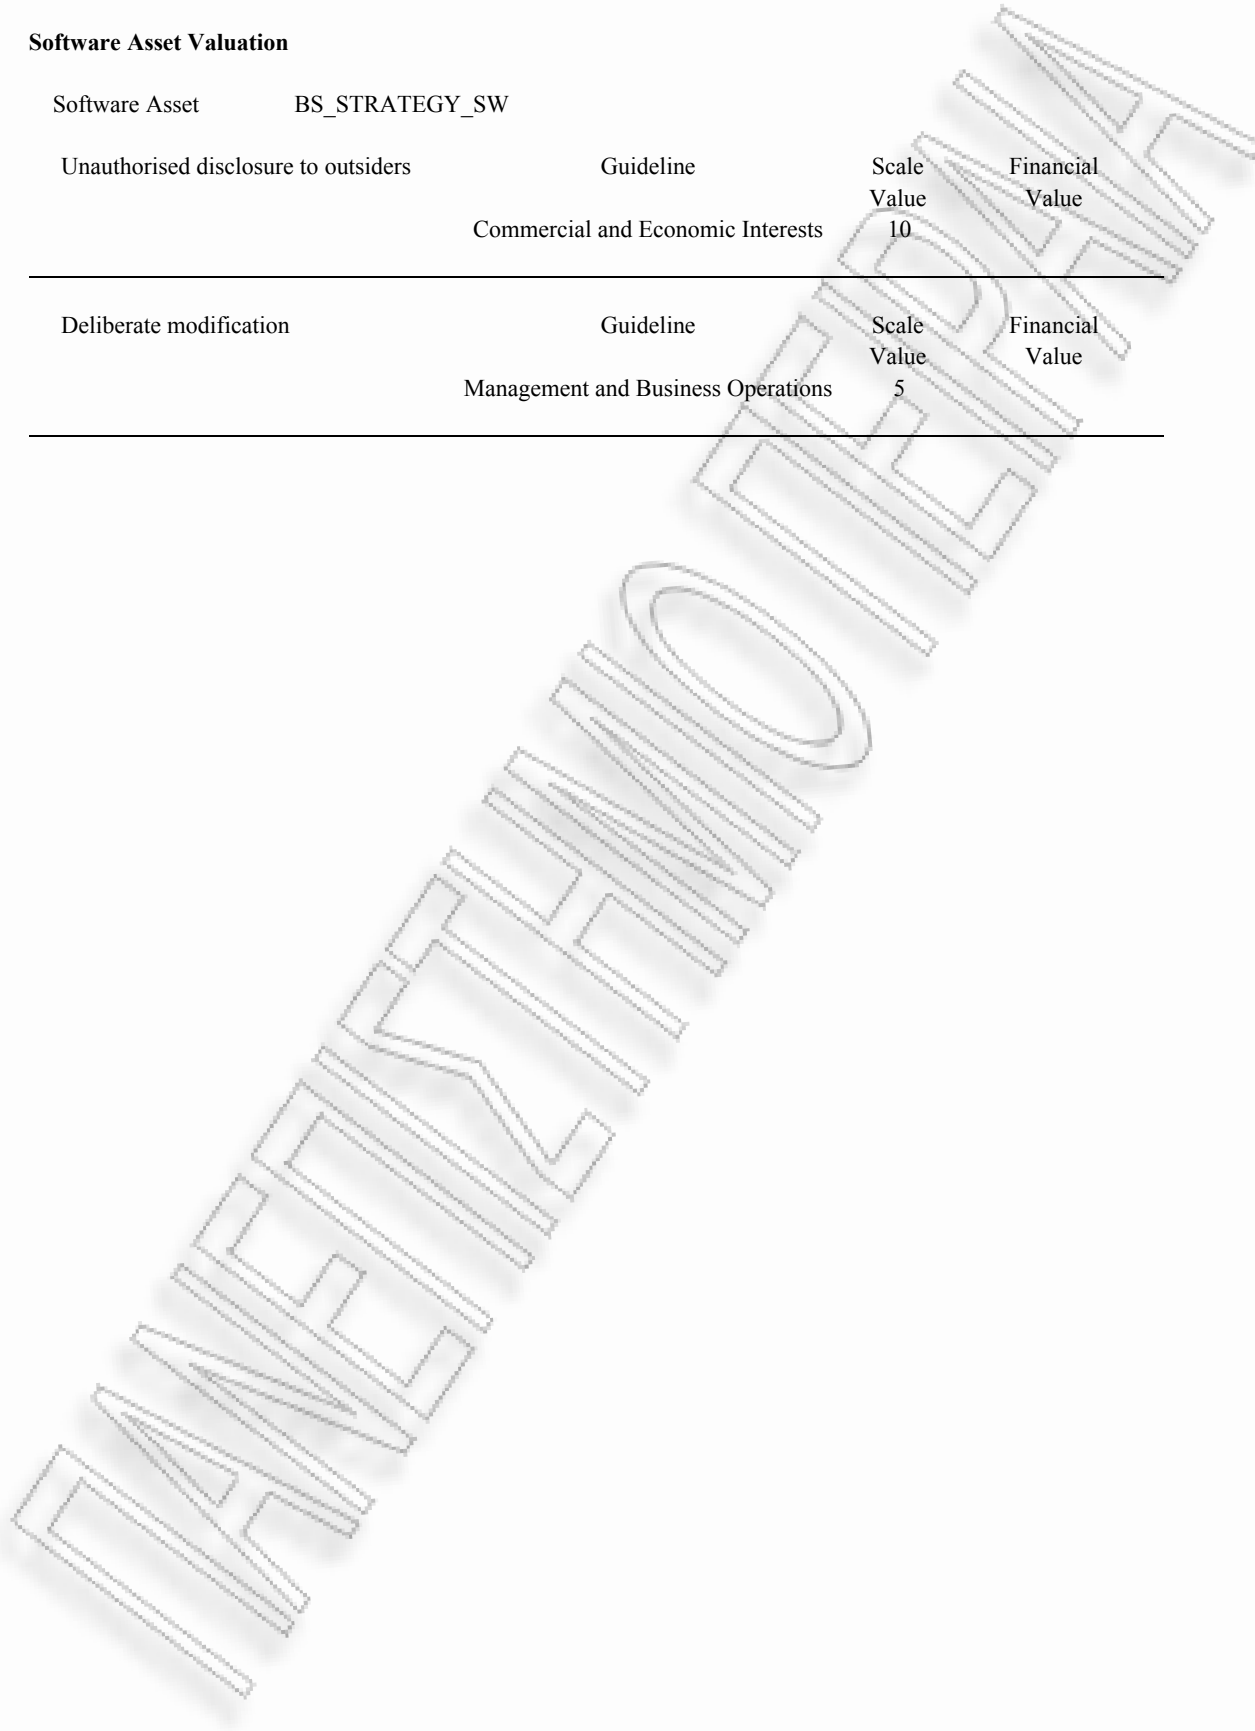 Software Asset Valuation
Software Asset BS_STRATEGY_SW
Unauthorised disclosure to outsiders Guideline Scale Value Financial Value
Commercial and Economic Interests 10
Deliberate modification Guideline Scale Value Financial Value
Management and Business Operations 5
ΠΑΝΕΠΙΣΤΗΜΙΟ ΠΕΙΡΑΙΑ